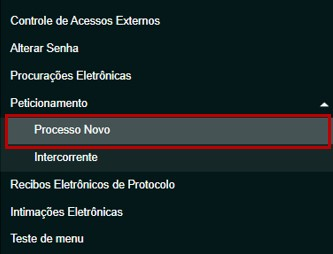 Controle de Acessos Externos
Alterar Senha
Procurações Eletrônicas
Peticionamento
Processo Novo
Intercorrente
Recibos Eletrônicos de Protocolo
Intimações Eletrônicas
Teste de menu